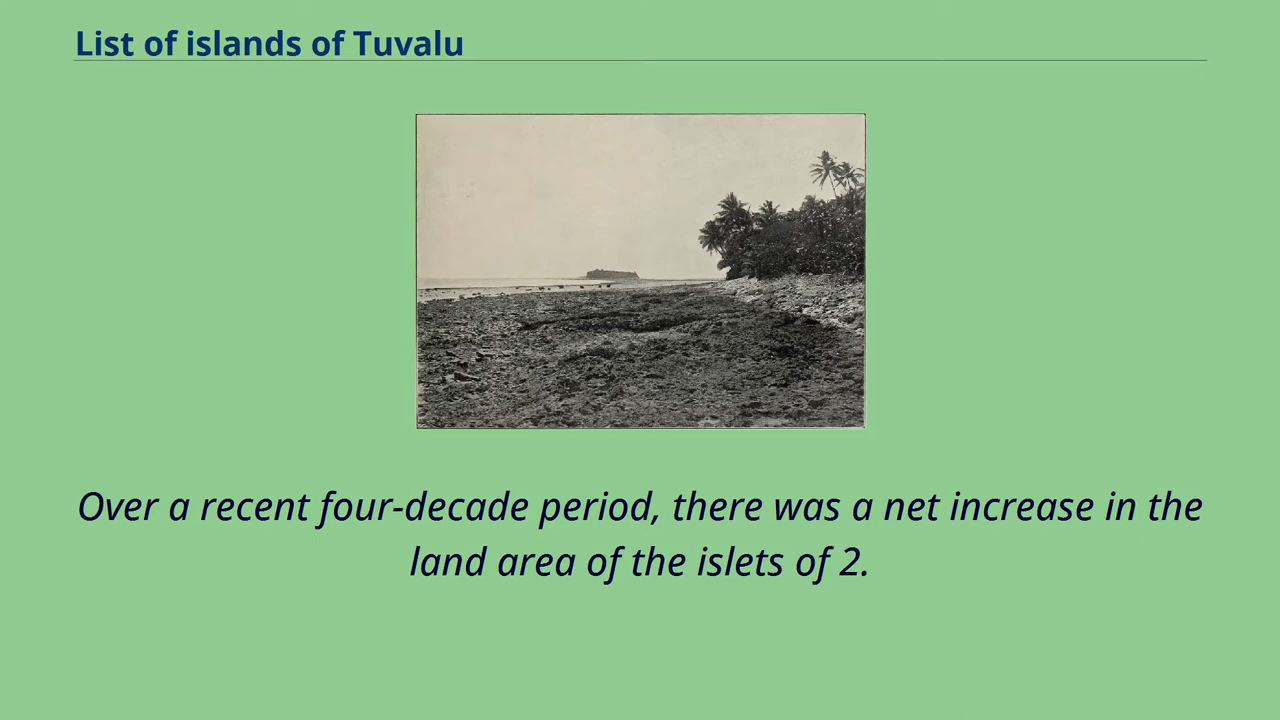 List of islands of Tuvalu
Over a recent four-decade period, there was a net increase in the
land area of the islets of 2.